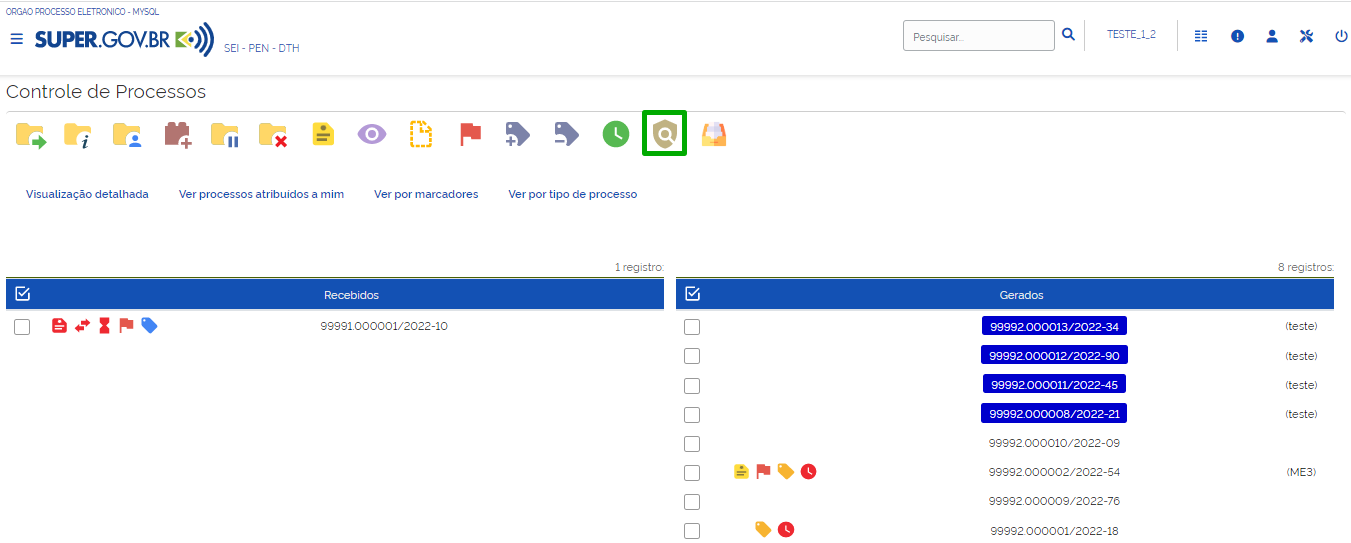 ORGAO PROCESSO ELETRONICO - MYSQL
SUPER.GOV.BR
SEI - PEN - DTH
Pesquisar...
TESTE_1_2
Controle de Processos
Visualização detalhada Ver processos atribuídos a mim Ver por marcadores Ver por tipo de processo
1 registro:
8 registros:
Recebidos
99991.000001/2022-10
Gerados
99992.000013/2022-34 (teste)
99992.000012/2022-90 (teste)
99992.000011/2022-45 (teste)
99992.000008/2022-21 (teste)
99992.000010/2022-09
99992.000002/2022-54 (ME3)
99992.000009/2022-76
99992.000001/2022-18